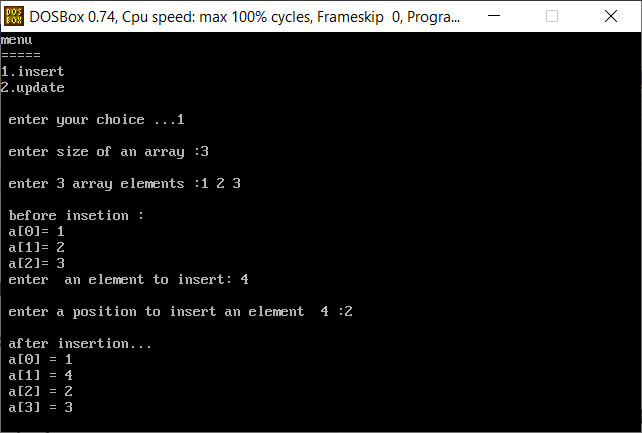 DOSBox 0.74, Cpu speed: max 100% cycles, Frameskip 0, Progra...
DOS
BOX
menu
=====
1.insert
2.update
enter your choice ...1
enter size of an array :3
enter 3 array elements :1 2 3
before insetion :
a[0]= 1
a[1]= 2
a[2]= 3
enter  an element to insert: 4
enter a position to insert an element  4 :2
after insertion...
a[0] = 1
a[1] = 4
a[2] = 2
a[3] = 3